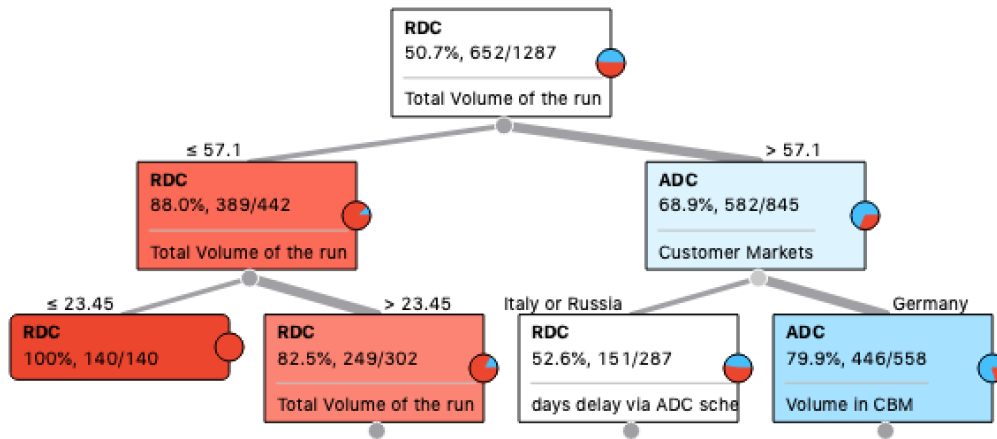 RDC
50.7%, 652/1287
Total Volume of the run
≤ 57.1
> 57.1
RDC
88.0%, 389/442
Total Volume of the run
ADC
68.9%, 582/845
Customer Markets
≤ 23.45
> 23.45
Italy or Russia
Germany
RDC
100%, 140/140
RDC
82.5%, 249/302
Total Volume of the run
RDC
52.6%, 151/287
days delay via ADC sche
ADC
79.9%, 446/558
Volume in CBM